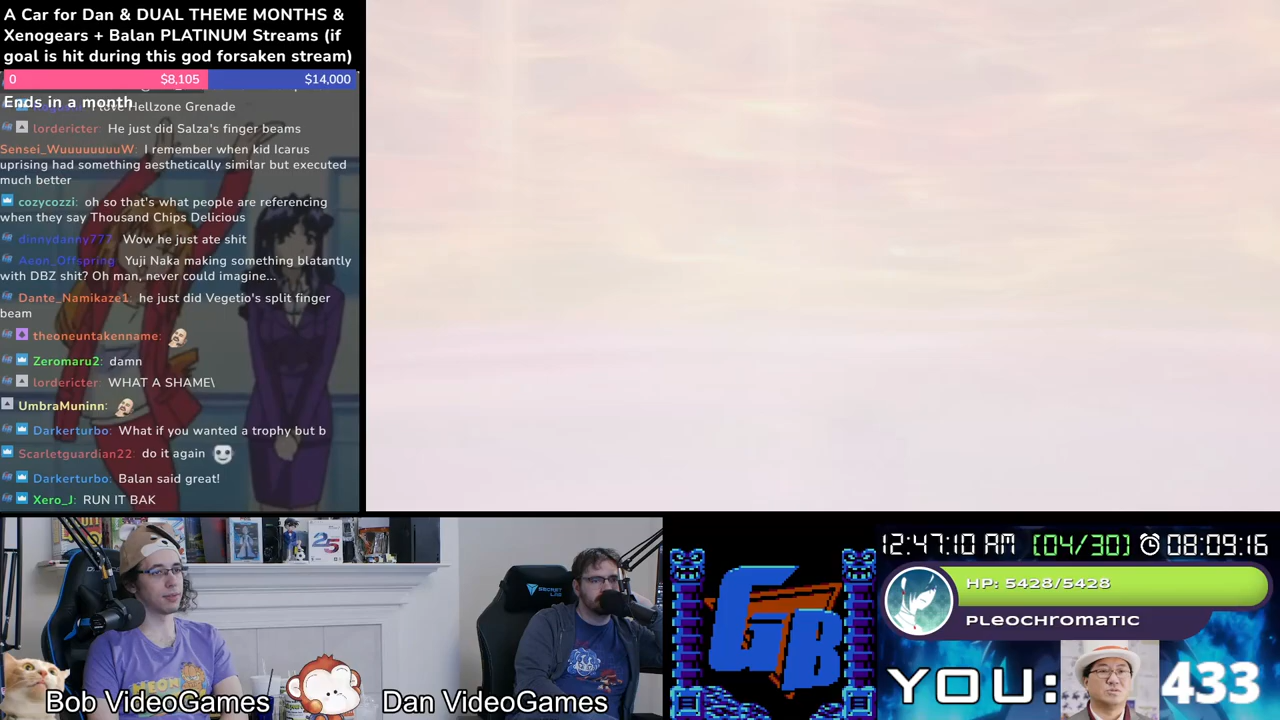 A Car for Dan & DUAL THEME MONTHS &
Xenogears + Balan PLATINUM Streams (if
goal is hit during this god forsaken stream)
0 $8,105 $14,000
Ends in a month
I love Hellzone Grenade
lordericter: He just did Salza's finger beams
Sensei_WuuuuuuuuW: I remember when kid Icarus
uprising had something aesthetically similar but executed
much better
cozycozzi: oh so that's what people are referencing
when they say Thousand Chips Delicious
dinnydanny777: Wow he just ate shit
Aeon_Offspring: Yuji Naka making something blatantly
with DBZ shit? Oh man, never could imagine...
Dante_Namikaze1: he just did Vegetio's split finger
beam
theoneuntakenname:
Zeromaru2: damn
lordericter: WHAT A SHAME\
UmbraMuninn:
Darkerturbo: What if you wanted a trophy but b
Scarletguardian22: do it again
Darkerturbo: Balan said great!
Xero_J: RUN IT BAK
SECRET
LAB
25
GB
Bob VideoGames
Dan VideoGames
12:47:10 AM [04/30] 08:09:16
HP: 5428/5428
PLEOCHROMATIC
YOU: 433